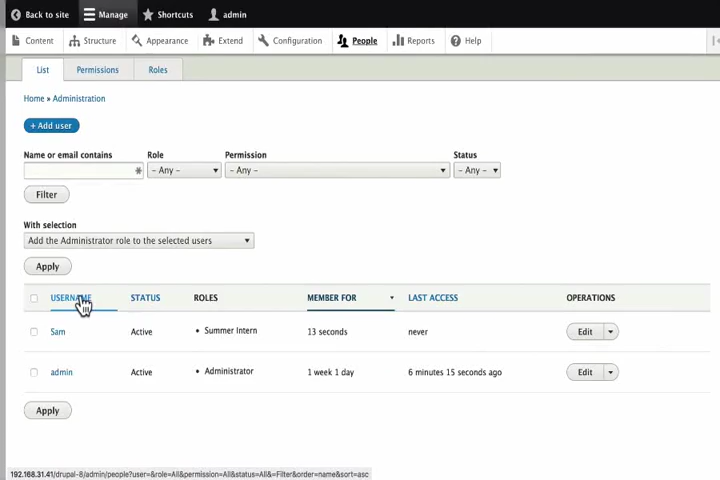 Back to site Manage Shortcuts admin
Content Structure Appearance Extend Configuration People Reports Help
List Permissions Roles
Home » Administration
+ Add user
Name or email contains Role Permission Status
- Any - - Any - - Any -
Filter
With selection
Add the Administrator role to the selected users
Apply
USERNAME STATUS ROLES MEMBER FOR LAST ACCESS OPERATIONS
Sam Active • Summer Intern 13 seconds never Edit
admin Active • Administrator 1 week 1 day 6 minutes 15 seconds ago Edit
Apply
192.168.31.41/drupal-8/admin/people?user=&role=All&permission=All&status=All&=Filter&order=name&sort=asc